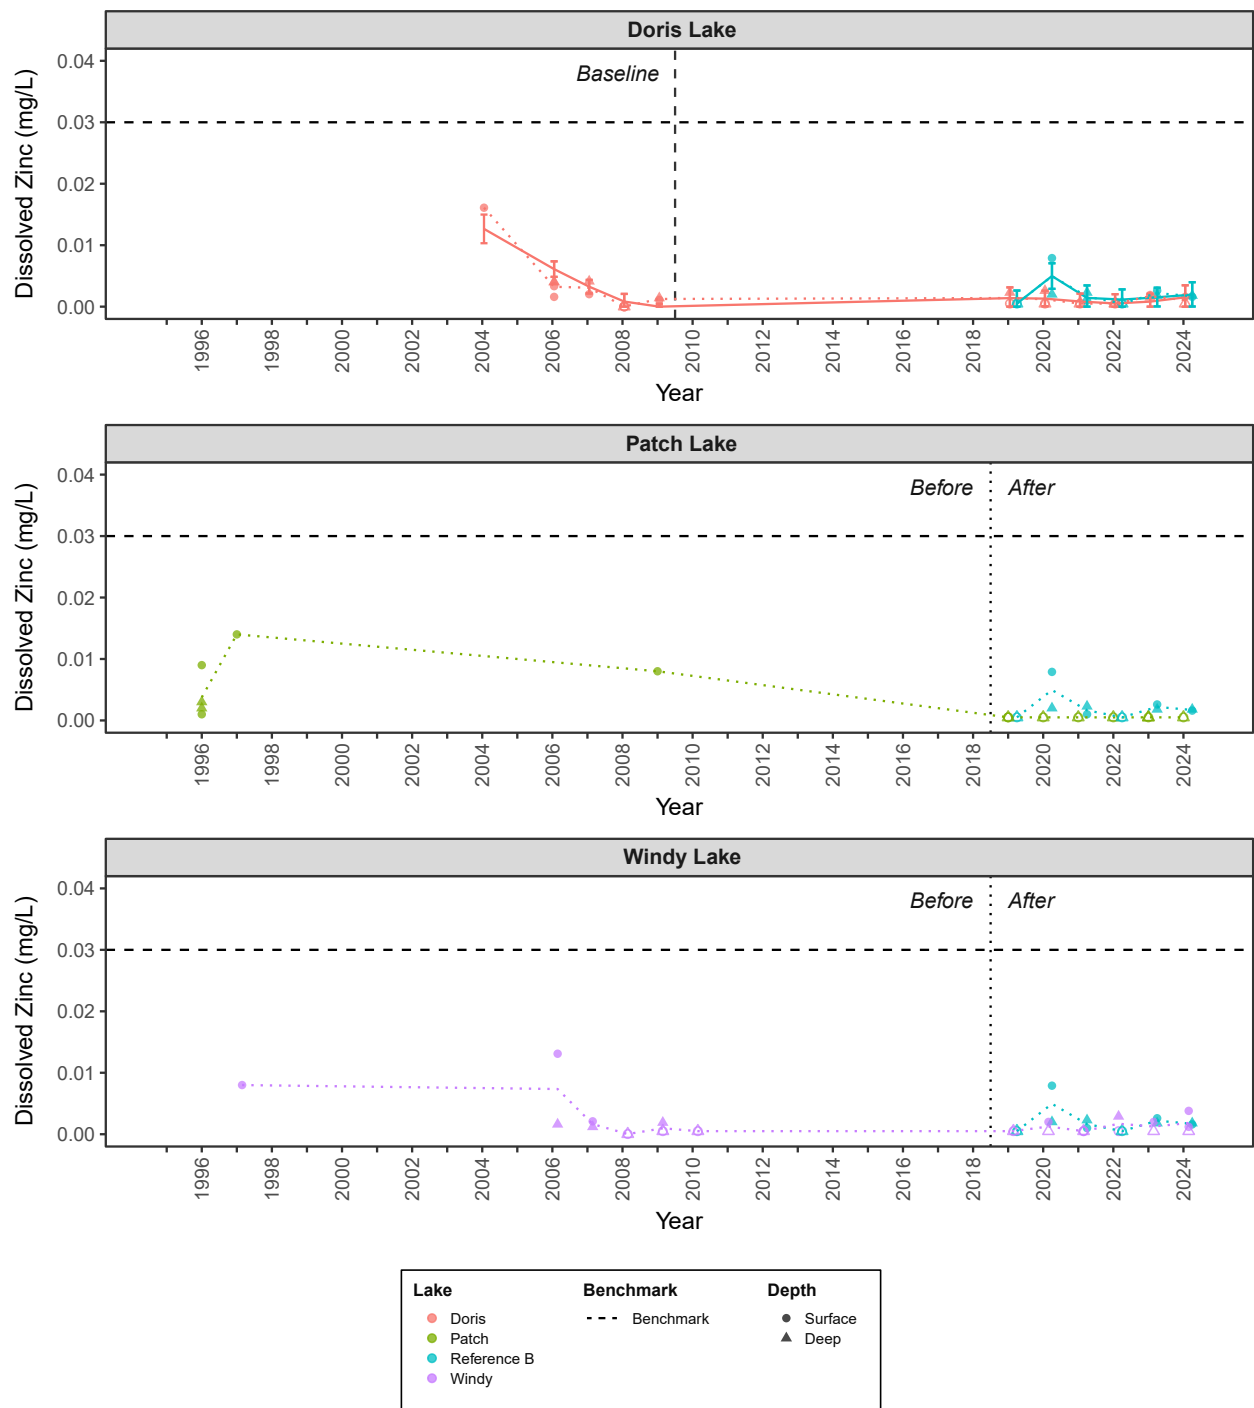 Doris Lake
Dissolved Zinc (mg/L)
0.04
0.03
0.02
0.01
0.00
Baseline
1996 1998 2000 2002 2004 2006 2008 2010 2012 2014 2016 2018 2020 2022 2024
Year
Patch Lake
Dissolved Zinc (mg/L)
0.04
0.03
0.02
0.01
0.00
Before After
1996 1998 2000 2002 2004 2006 2008 2010 2012 2014 2016 2018 2020 2022 2024
Year
Windy Lake
Dissolved Zinc (mg/L)
0.04
0.03
0.02
0.01
0.00
Before After
1996 1998 2000 2002 2004 2006 2008 2010 2012 2014 2016 2018 2020 2022 2024
Year
Lake
Doris
Patch
Reference B
Windy
Benchmark
Benchmark
Depth
Surface
Deep